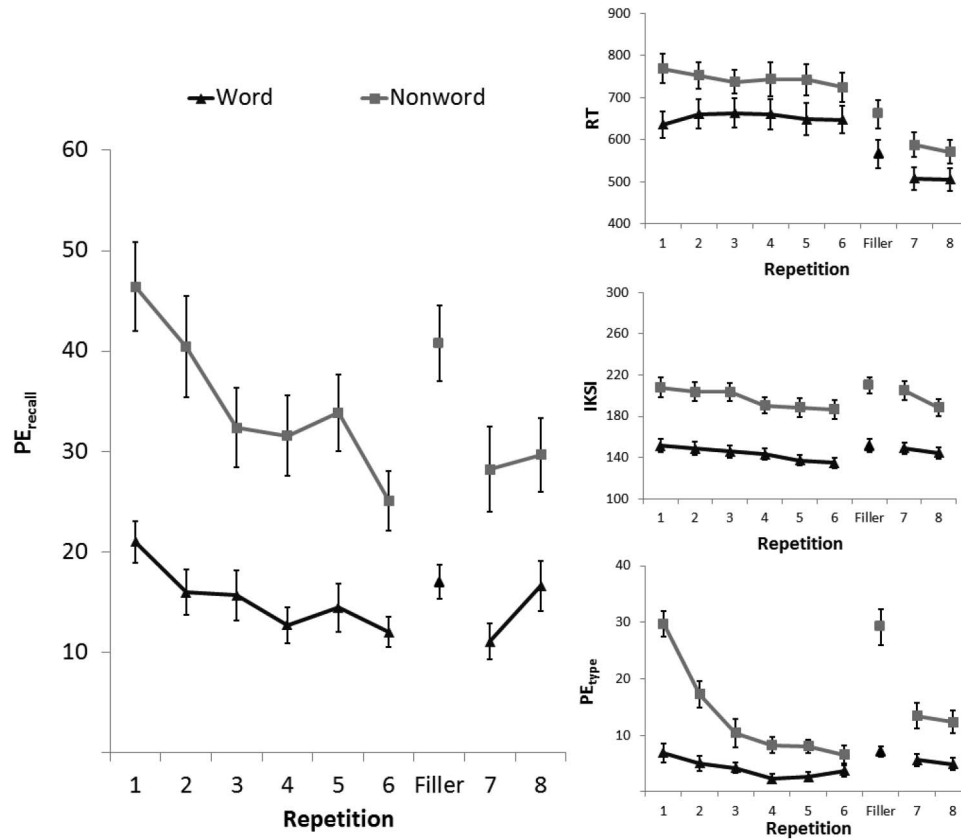 Word Nonword
PErecall
60
50
40
30
20
10
1 2 3 4 5 6 Filler 7 8
Repetition
RT
900
800
700
600
500
400
1 2 3 4 5 6 Filler 7 8
Repetition
IKSI
300
260
220
180
140
100
1 2 3 4 5 6 Filler 7 8
Repetition
PEtype
40
30
20
10
1 2 3 4 5 6 Filler 7 8
Repetition